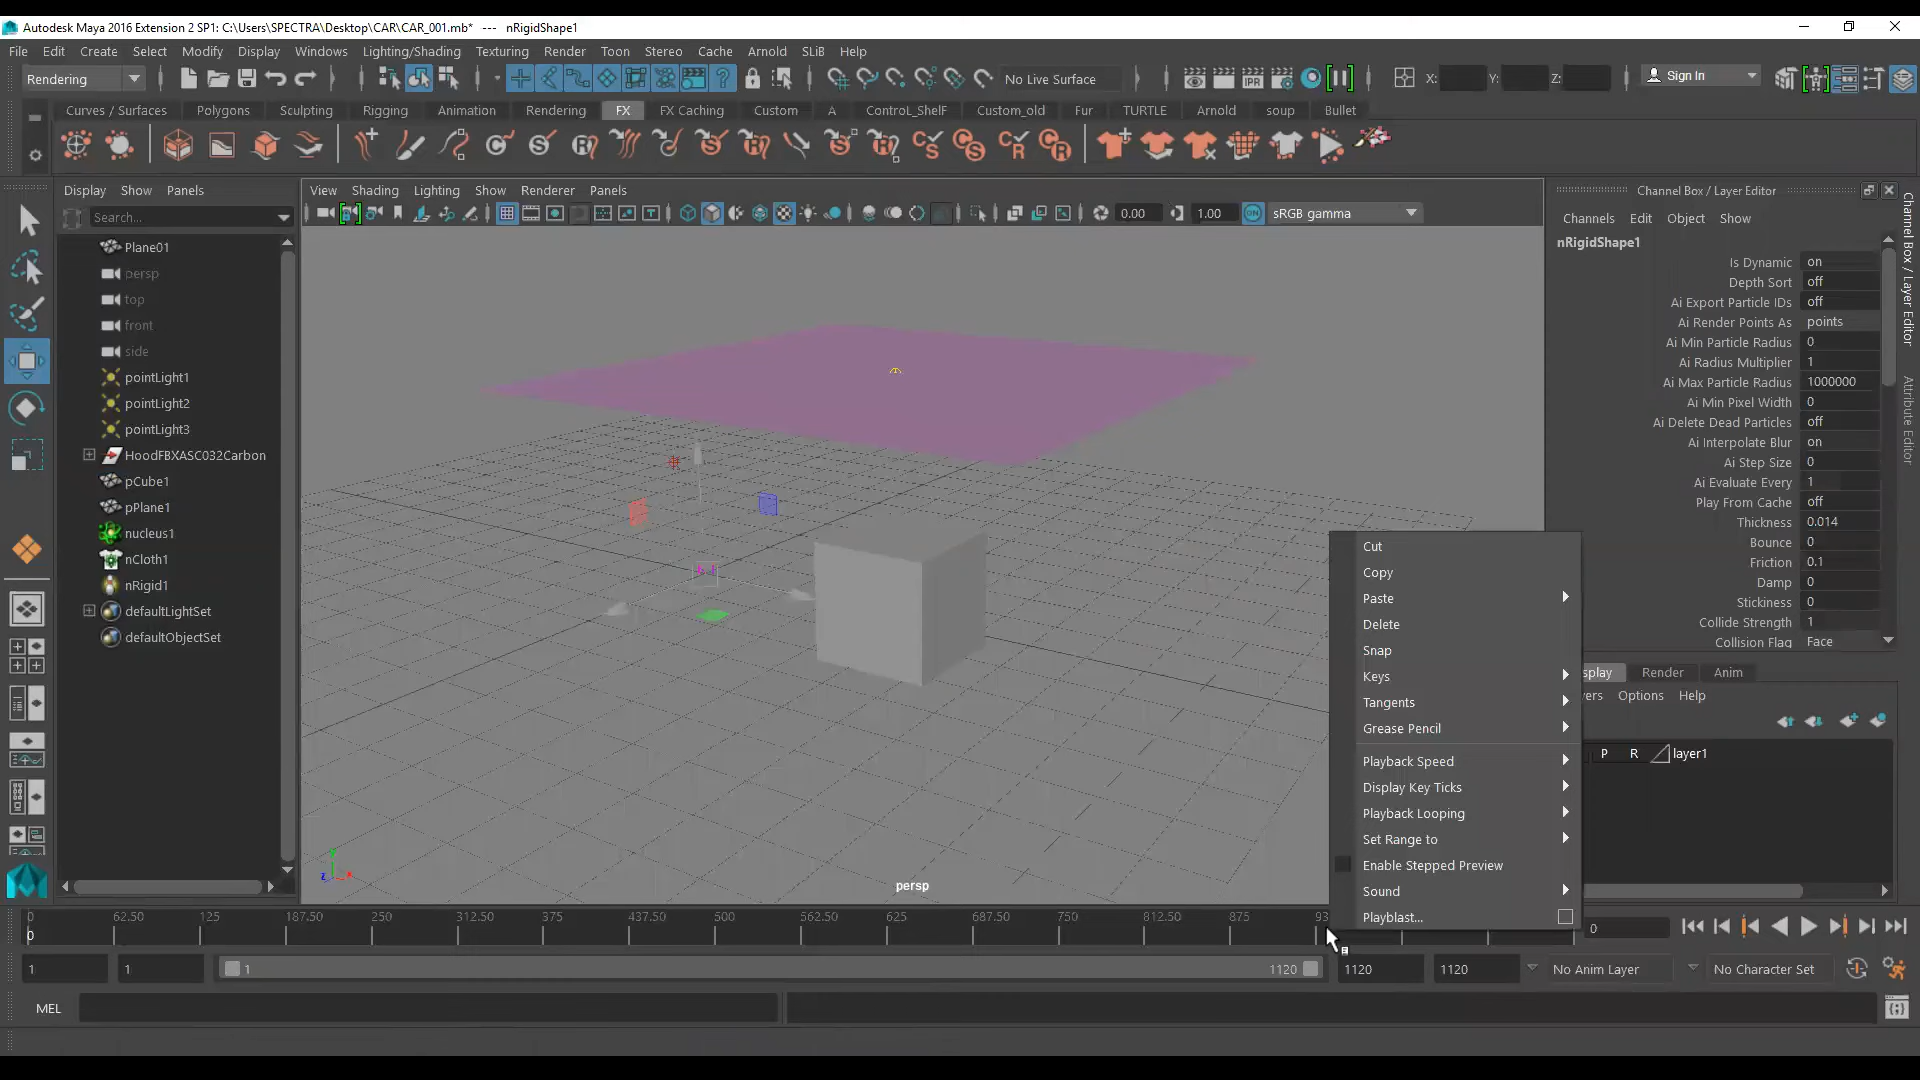 Autodesk Maya 2016 Extension 2 SP1: C:\Users\SPECTRA\Desktop\CAR\CAR_001.mb* --- nRigidShape1
File Edit Create Select Modify Display Windows Lighting/Shading Texturing Render Toon Stereo Cache Arnold SLiB Help
Rendering No Live Surface X: Y: Z: Sign In
Curves / Surfaces Polygons Sculpting Rigging Animation Rendering FX FX Caching Custom A ControL_ShelF Custom_old Fur TURTLE Arnold soup Bullet
Display Show Panels
Search...
Plane01
persp
top
front
side
pointLight1
pointLight2
pointLight3
HoodFBXASC032Carbon
pCube1
pPlane1
nucleus1
nCloth1
nRigid1
defaultLightSet
defaultObjectSet
View Shading Lighting Show Renderer Panels
0.00 1.00 ON sRGB gamma
persp
Cut
Copy
Paste
Delete
Snap
Keys
Tangents
Grease Pencil
Playback Speed
Display Key Ticks
Playback Looping
Set Range to
Enable Stepped Preview
Sound
Playblast...
Channel Box / Layer Editor
Channels Edit Object Show
nRigidShape1
Is Dynamic on
Depth Sort off
Ai Export Particle IDs off
Ai Render Points As points
Ai Min Particle Radius 0
Ai Radius Multiplier 1
Ai Max Particle Radius 1000000
Ai Min Pixel Width 0
Ai Delete Dead Particles off
Ai Interpolate Blur on
Ai Step Size 0
Ai Evaluate Every 1
Play From Cache off
Thickness 0.014
Bounce 0
Friction 0.1
Damp 0
Stickiness 0
Collide Strength 1
Collision Flag Face
splay Render Anim
ers Options Help
P R layer1
Channel Box / Layer Editor
Attribute Editor
0 62.50 125 187.50 250 312.50 375 437.50 500 562.50 625 687.50 750 812.50 875 93
0
0
1 1 1 1120 1120 1120 No Anim Layer No Character Set
MEL